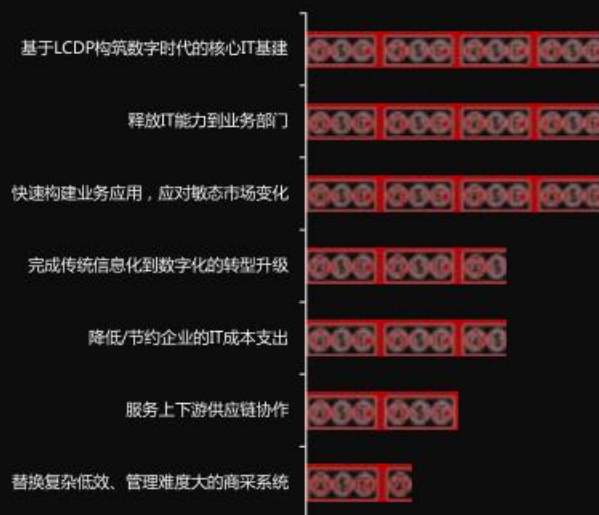 基于LCDP构筑数字时代的核心IT基建
释放IT能力到业务部门
快速构建业务应用，应对敏态市场变化
完成传统信息化到数字化的转型升级
降低/节约企业的IT成本支出
服务上下游供应链协作
替换复杂低效、管理难度大的商采系统